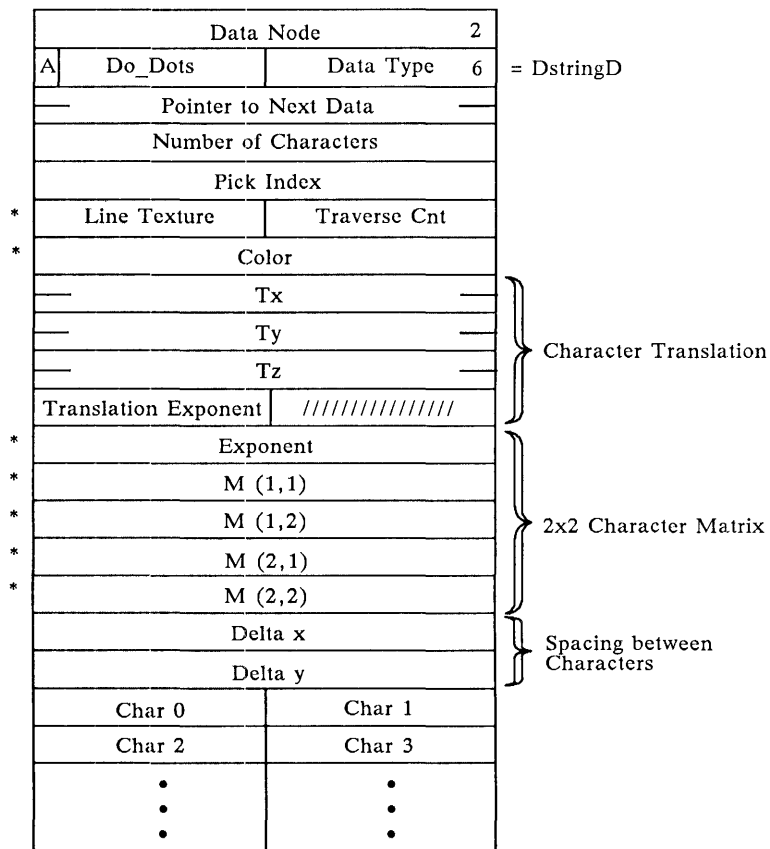 Data Node 2
A Do_Dots Data Type 6 = DstringD
Pointer to Next Data
Number of Characters
Pick Index
* Line Texture Traverse Cnt
* Color
Tx
Ty
Tz
Character Translation
Translation Exponent ////////////////
* Exponent
* M (1,1)
* M (1,2)
2x2 Character Matrix
* M (2,1)
* M (2,2)
Delta x
Spacing between
Characters
Delta y
Char 0 Char 1
Char 2 Char 3